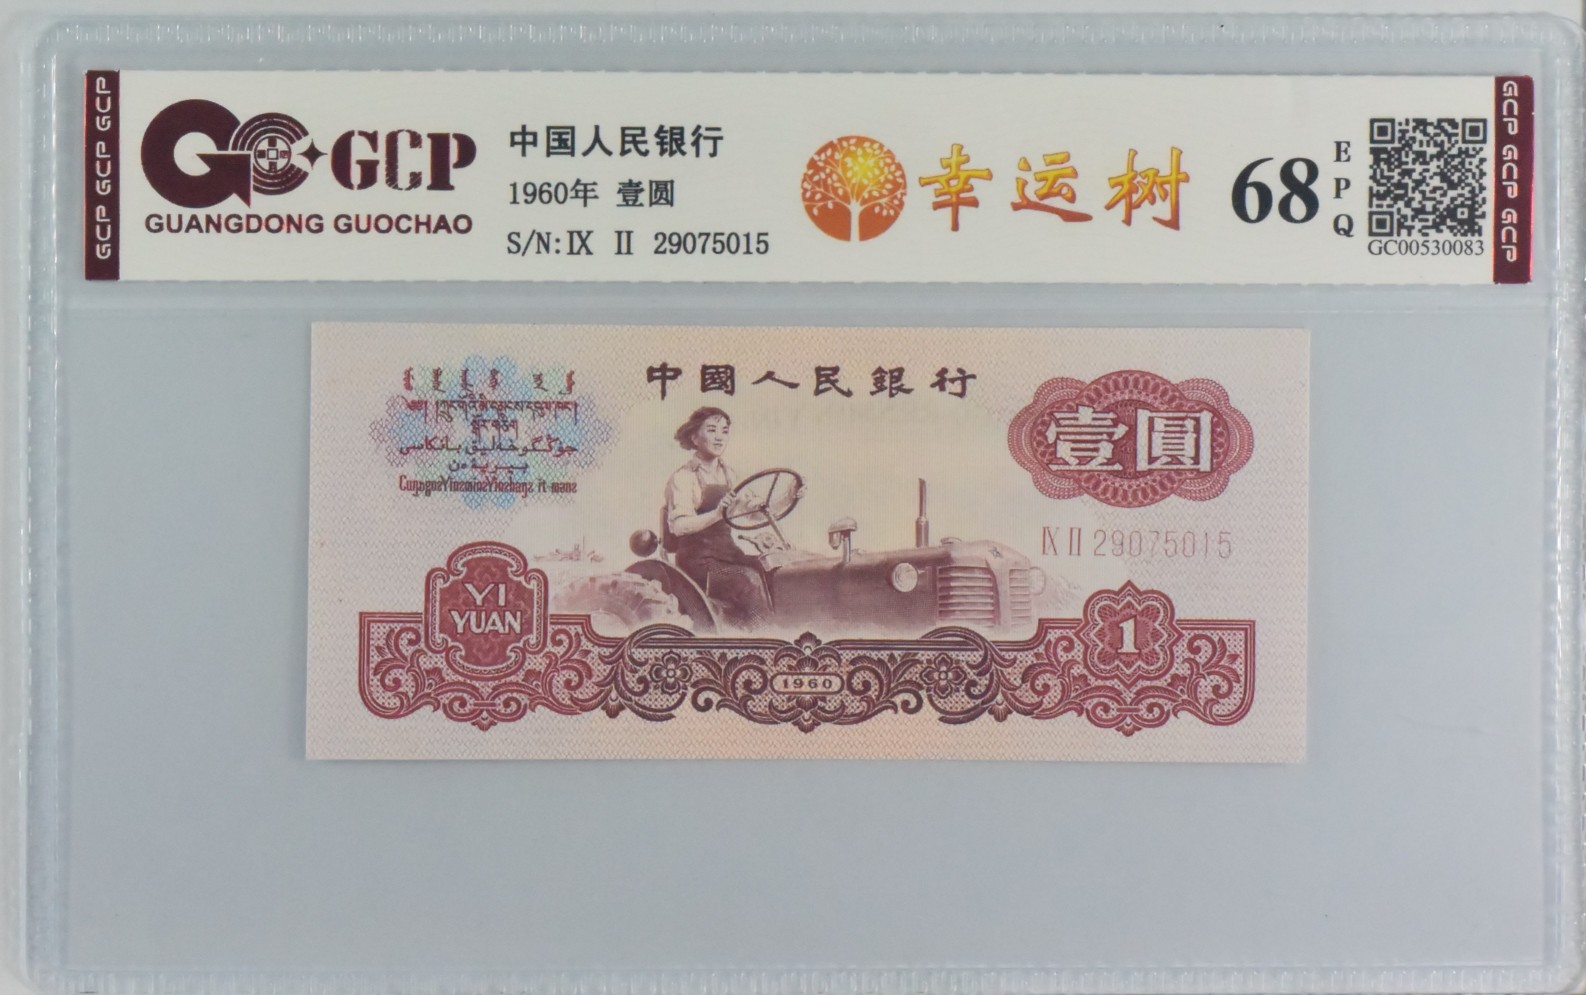 GCP GCP GCP
GCP
GUANGDONG GUOCHAO
中国人民银行
1960年 壹圆
S/N: IX II 29075015
幸运树
68
EPQ
GC00530083
GCP GCP GCP
中國人民銀行
壹圓
IX II 29075015
YI
YUAN
1960
1